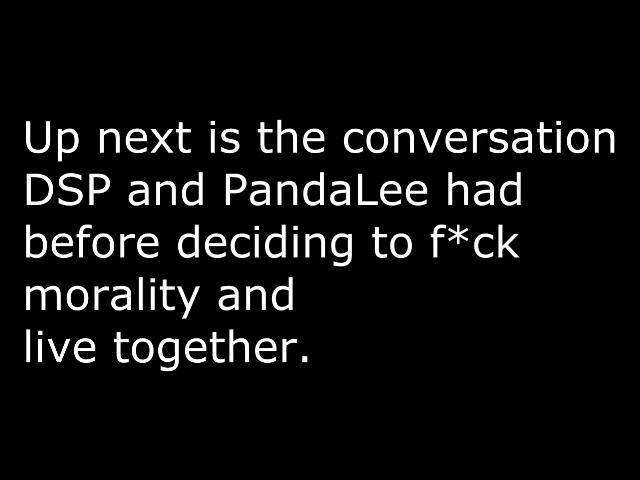 Up next is the conversation
DSP and PandaLee had
before deciding to f*ck
morality and
live together.